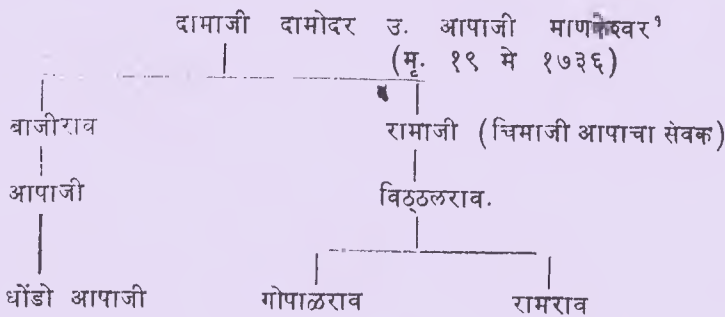 दामाजी दामोदर उ. आपाजी माणकेश्वर¹
(मृ. १९ मे १७३६)
बाजीराव रामाजी (चिमाजी आपाचा सेवक)
आपाजी विठ्ठलराव.
धोंडो आपाजी गोपाळराव रामराव